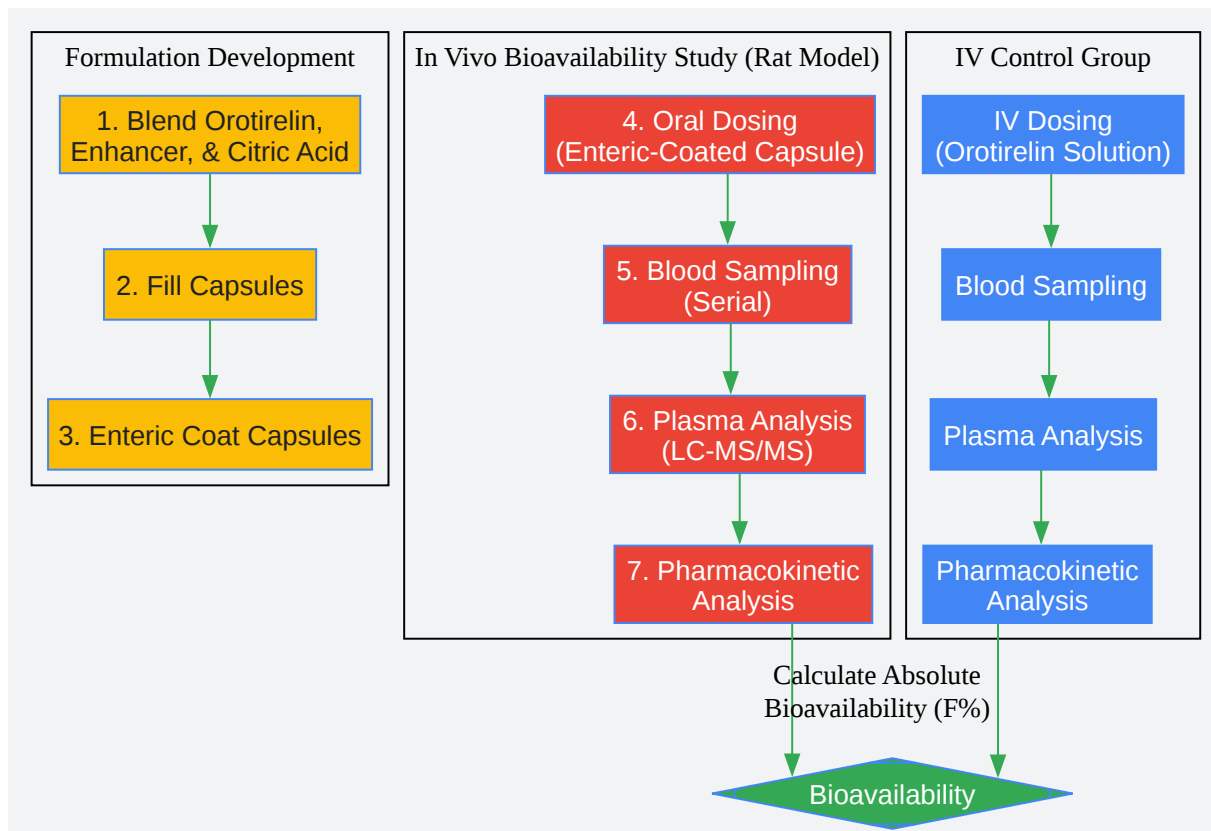 Formulation Development
1. Blend Orotirelin,
Enhancer, & Citric Acid
2. Fill Capsules
3. Enteric Coat Capsules
In Vivo Bioavailability Study (Rat Model)
4. Oral Dosing
(Enteric-Coated Capsule)
5. Blood Sampling
(Serial)
6. Plasma Analysis
(LC-MS/MS)
7. Pharmacokinetic
Analysis
IV Control Group
IV Dosing
(Orotirelin Solution)
Blood Sampling
Plasma Analysis
Pharmacokinetic
Analysis
Calculate Absolute
Bioavailability (F%)
Bioavailability